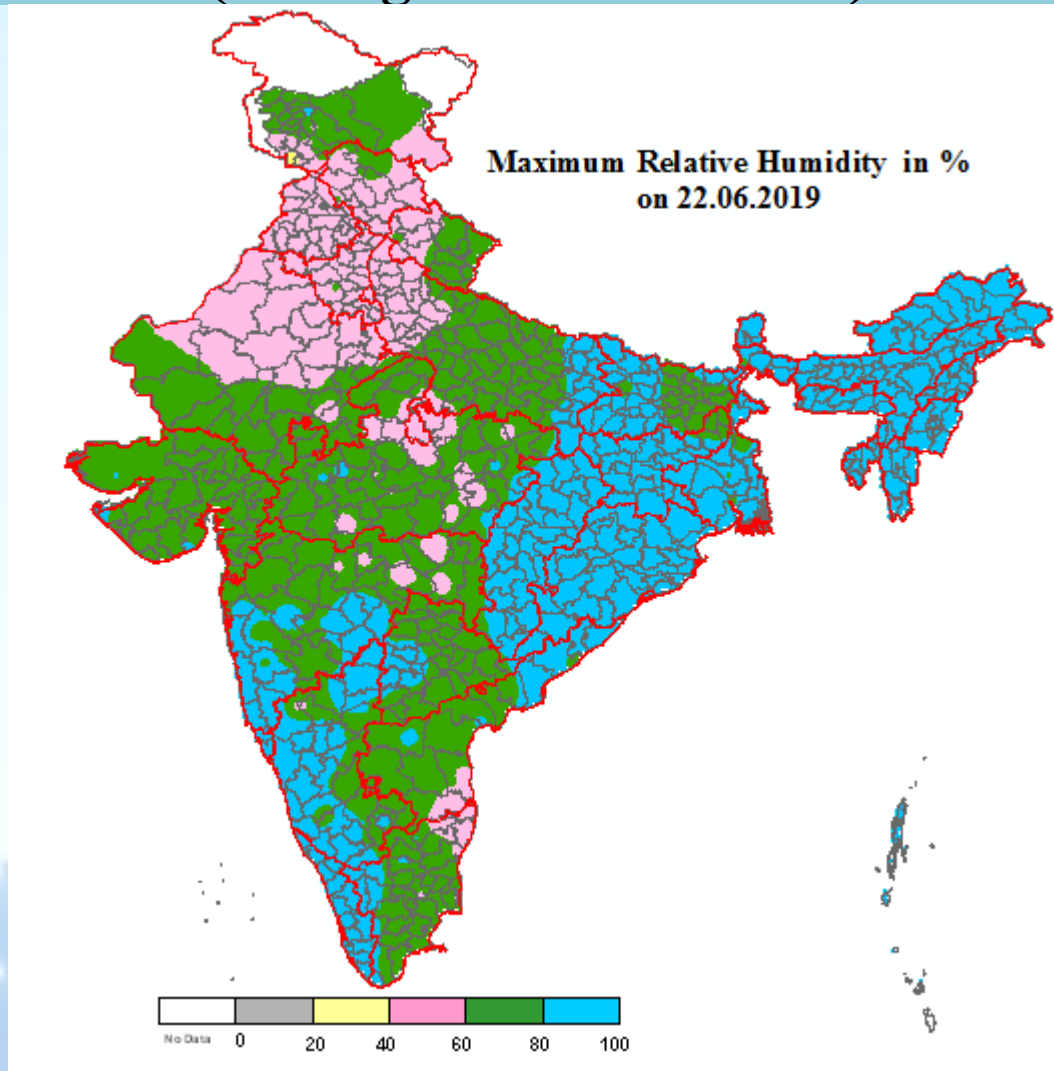 Maximum Relative Humidity in %
on 22.06.2019
No Data 0 20 40 60 80 100